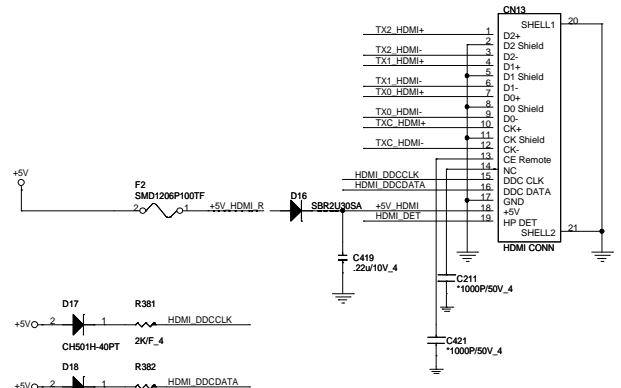 CN13
SHELL1 20
TX2_HDMI+ 1 D2+
2 D2 Shield
TX2_HDMI- 3 D2-
TX1_HDMI+ 4 D1+
5 D1 Shield
TX1_HDMI- 6 D1-
TX0_HDMI+ 7 D0+
8 D0 Shield
TX0_HDMI- 9 D0-
TXC_HDMI+ 10 CK+
11 CK Shield
TXC_HDMI- 12 CK-
13 CE Remote
14 NC
HDMI_DDCCLK 15 DDC CLK
HDMI_DDCDATA 16 DDC DATA
17 GND
+5V_HDMI 18 +5V
HDMI_DET 19 HP DET
SHELL2 21
HDMI CONN
+5V
F2
SMD1206P100TF
2 1
+5V_HDMI_R
D16
SBR2U30SA
C419
.22u/10V_4
C211
*1000P/50V_4
C421
*1000P/50V_4
D17 R381
+5V 2 1 HDMI_DDCCLK
CH501H-40PT 2K/F_4
D18 R382
+5V 2 1 HDMI_DDCDATA